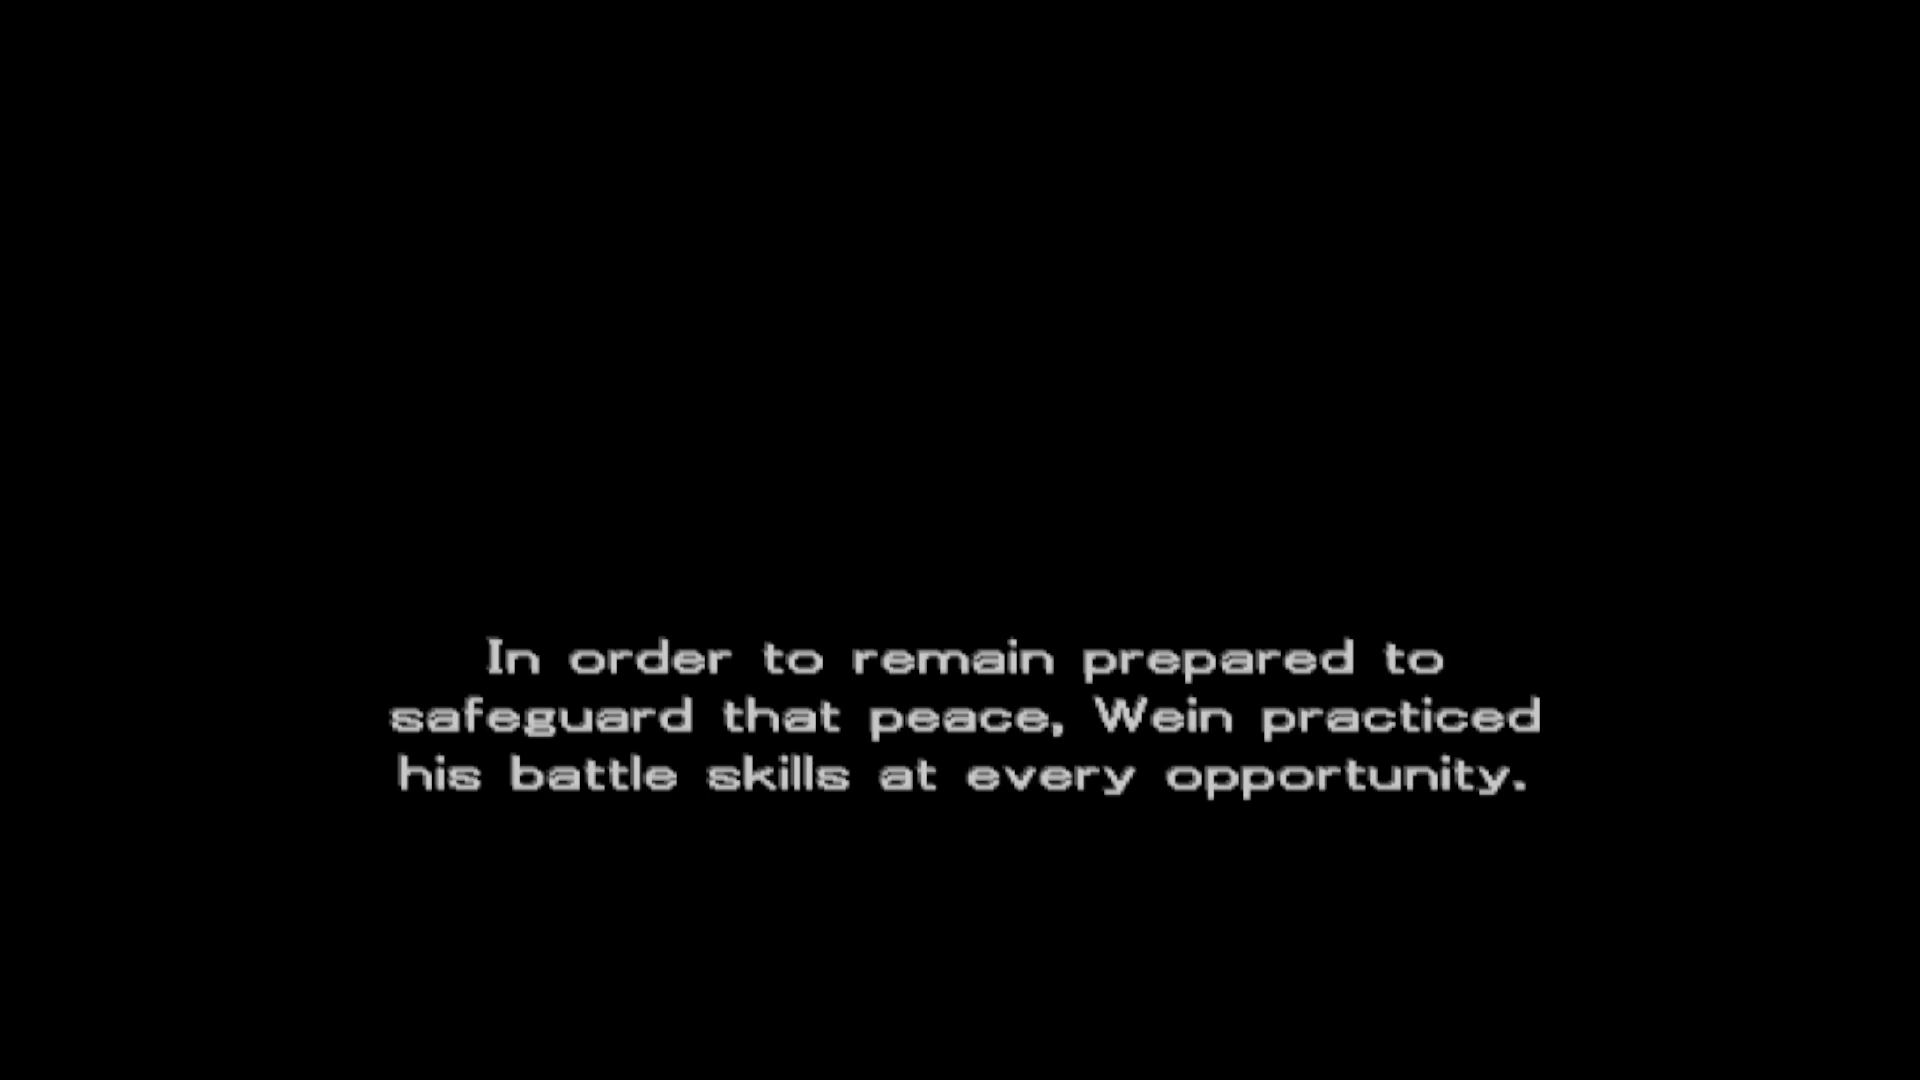 In order to remain prepared to
safeguard that peace, Wein practiced
his battle skills at every opportunity.